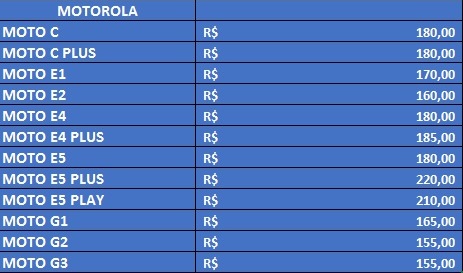 MOTOROLA
MOTO C R$ 180,00
MOTO C PLUS R$ 180,00
MOTO E1 R$ 170,00
MOTO E2 R$ 160,00
MOTO E4 R$ 180,00
MOTO E4 PLUS R$ 185,00
MOTO E5 R$ 180,00
MOTO E5 PLUS R$ 220,00
MOTO E5 PLAY R$ 210,00
MOTO G1 R$ 165,00
MOTO G2 R$ 155,00
MOTO G3 R$ 155,00